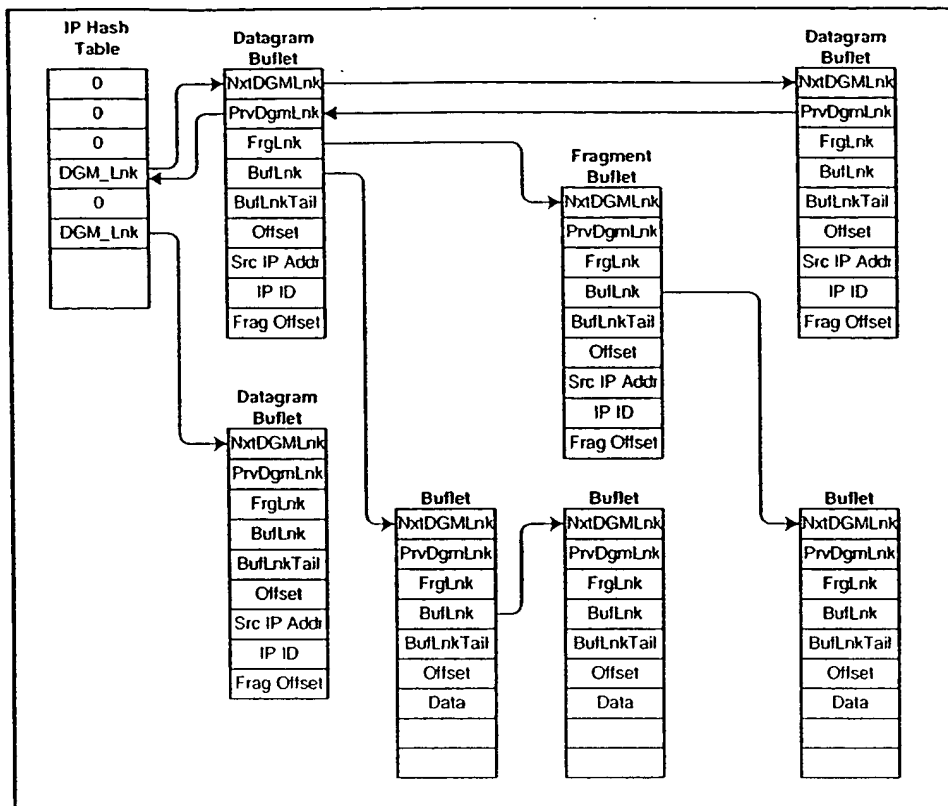 IP Hash
Table
0
0
0
DGM_Lnk
0
DGM_Lnk
Datagram
Buflet
NxtDGMLnk
PrvDgmLnk
FrgLnk
BufLnk
BufLnkTail
Offset
Src IP Addr
IP ID
Frag Offset
Datagram
Buflet
NxtDGMLnk
PrvDgmLnk
FrgLnk
BufLnk
BufLnkTail
Offset
Src IP Addr
IP ID
Frag Offset
Fragment
Buflet
NxtDGMLnk
PrvDgmLnk
FrgLnk
BufLnk
BufLnkTail
Offset
Src IP Addr
IP ID
Frag Offset
Datagram
Buflet
NxtDGMLnk
PrvDgmLnk
FrgLnk
BufLnk
BufLnkTail
Offset
Src IP Addr
IP ID
Frag Offset
Buflet
NxtDGMLnk
PrvDgmLnk
FrgLnk
BufLnk
BufLnkTail
Offset
Data
Buflet
NxtDGMLnk
PrvDgmLnk
FrgLnk
BufLnk
BufLnkTail
Offset
Data
Buflet
NxtDGMLnk
PrvDgmLnk
FrgLnk
BufLnk
BufLnkTail
Offset
Data